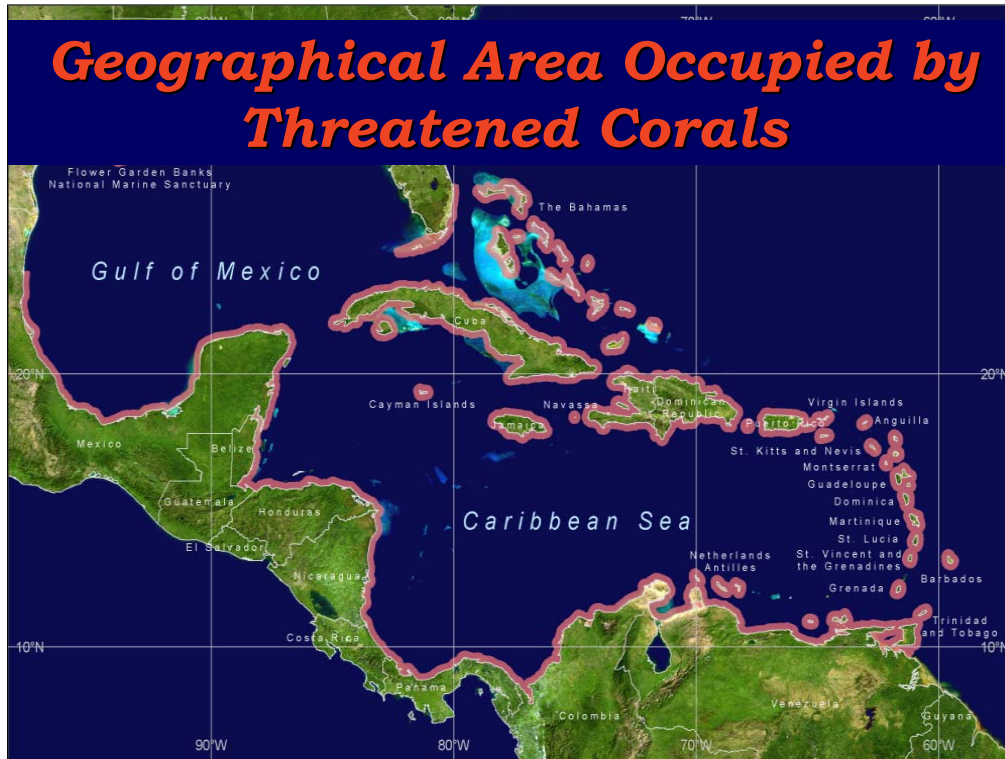 Geographical Area Occupied by
Threatened Corals
Flower Garden Banks
National Marine Sanctuary
The Bahamas
Gulf of Mexico
Cuba
20°N
20°N
Cayman Islands
Navassa
Haiti
Dominican
Republic
Virgin Islands
Jamaica
Puerto Rico
Anguilla
Mexico
Belize
St. Kitts and Nevis
Montserrat
Guadeloupe
Guatemala
Dominica
Honduras
Caribbean Sea
Martinique
St. Lucia
El Salvador
Netherlands
Antilles
St. Vincent and
the Grenadines
Nicaragua
Barbados
Grenada
Trinidad
and Tobago
Costa Rica
10°N
10°N
Panama
Colombia
Venezuela
Guyana
90°W
80°W
70°W
60°W